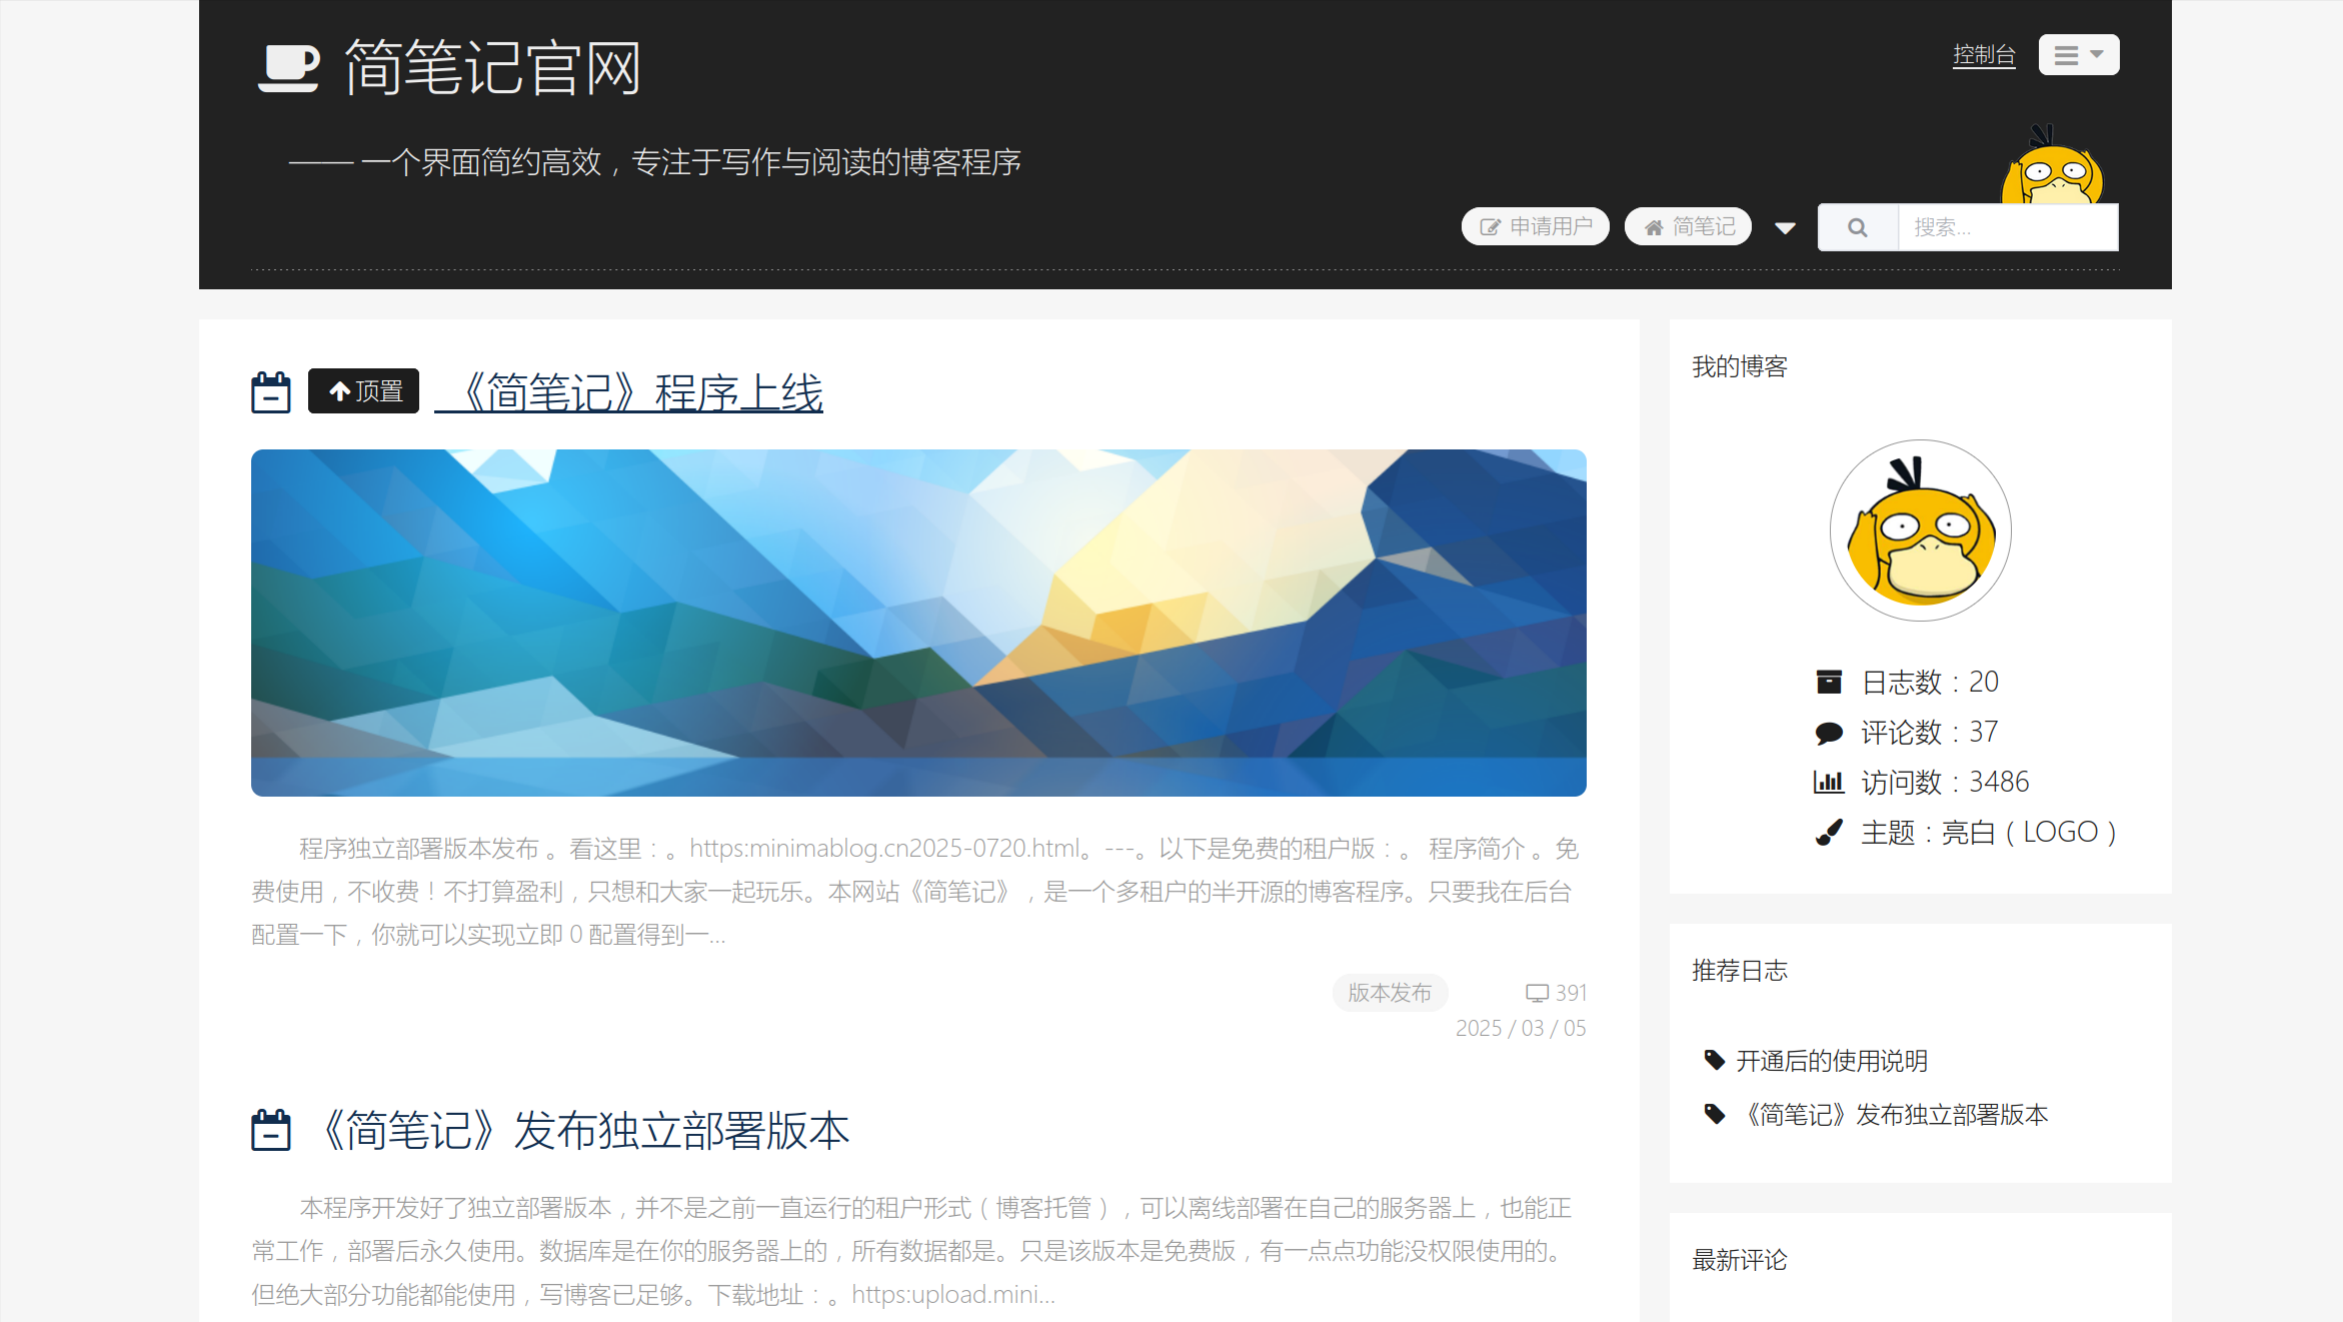 简笔记官网
控制台
—— 一个界面简约高效，专注于写作与阅读的博客程序
申请用户
简笔记
搜索...
顶置
《简笔记》程序上线
程序独立部署版本发布 。看这里：。https:minimablog.cn2025-0720.html。---。以下是免费的租户版：。 程序简介 。免
费使用，不收费！不打算盈利，只想和大家一起玩乐。本网站《简笔记》，是一个多租户的半开源的博客程序。只要我在后台
配置一下，你就可以实现立即 0 配置得到一...
版本发布
391
2025 / 03 / 05
《简笔记》发布独立部署版本
本程序开发好了独立部署版本，并不是之前一直运行的租户形式（博客托管），可以离线部署在自己的服务器上，也能正
常工作，部署后永久使用。数据库是在你的服务器上的，所有数据都是。只是该版本是免费版，有一点点功能没权限使用的。
但绝大部分功能都能使用，写博客已足够。下载地址：。https:upload.mini...
我的博客
日志数：20
评论数：37
访问数：3486
主题：亮白（LOGO）
推荐日志
开通后的使用说明
《简笔记》发布独立部署版本
最新评论